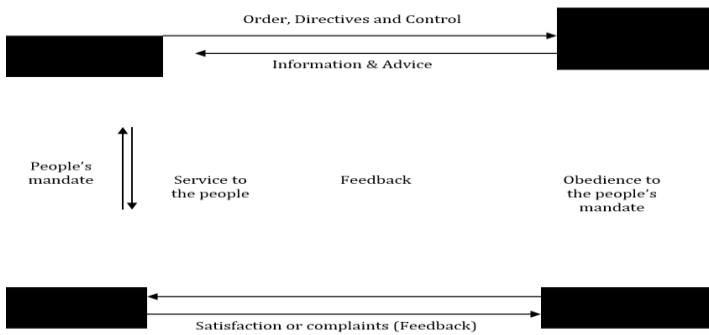 Order, Directives and Control
Information & Advice
People's
mandate
Service to
the people
Feedback
Obedience to
the people's
mandate
Satisfaction or complaints (Feedback)